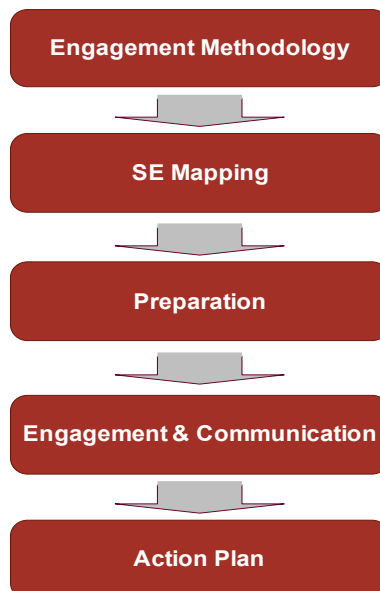 Engagement Methodology
SE Mapping
Preparation
Engagement & Communication
Action Plan